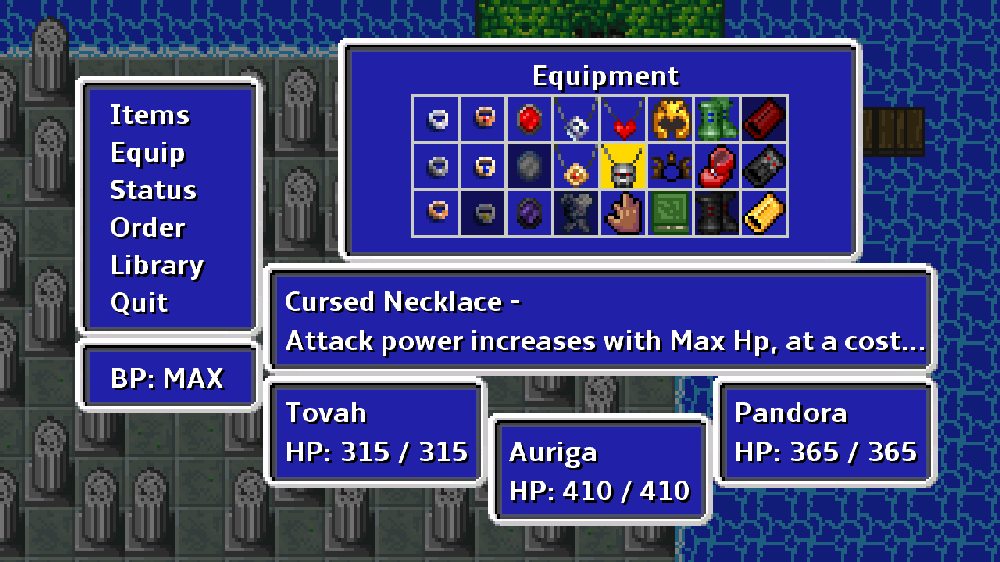 Items
Equip
Status
Order
Library
Quit
BP: MAX
Equipment
Cursed Necklace -
Attack power increases with Max Hp, at a cost...
Tovah
HP: 315 / 315
Auriga
HP: 410 / 410
Pandora
HP: 365 / 365